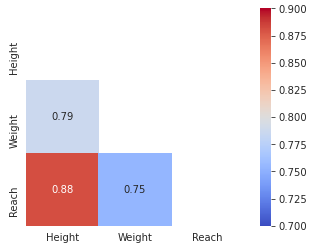 Height
Weight
Reach
0.79
0.88
0.75
Height
Weight
Reach
0.900
0.875
0.850
0.825
0.800
0.775
0.750
0.725
0.700